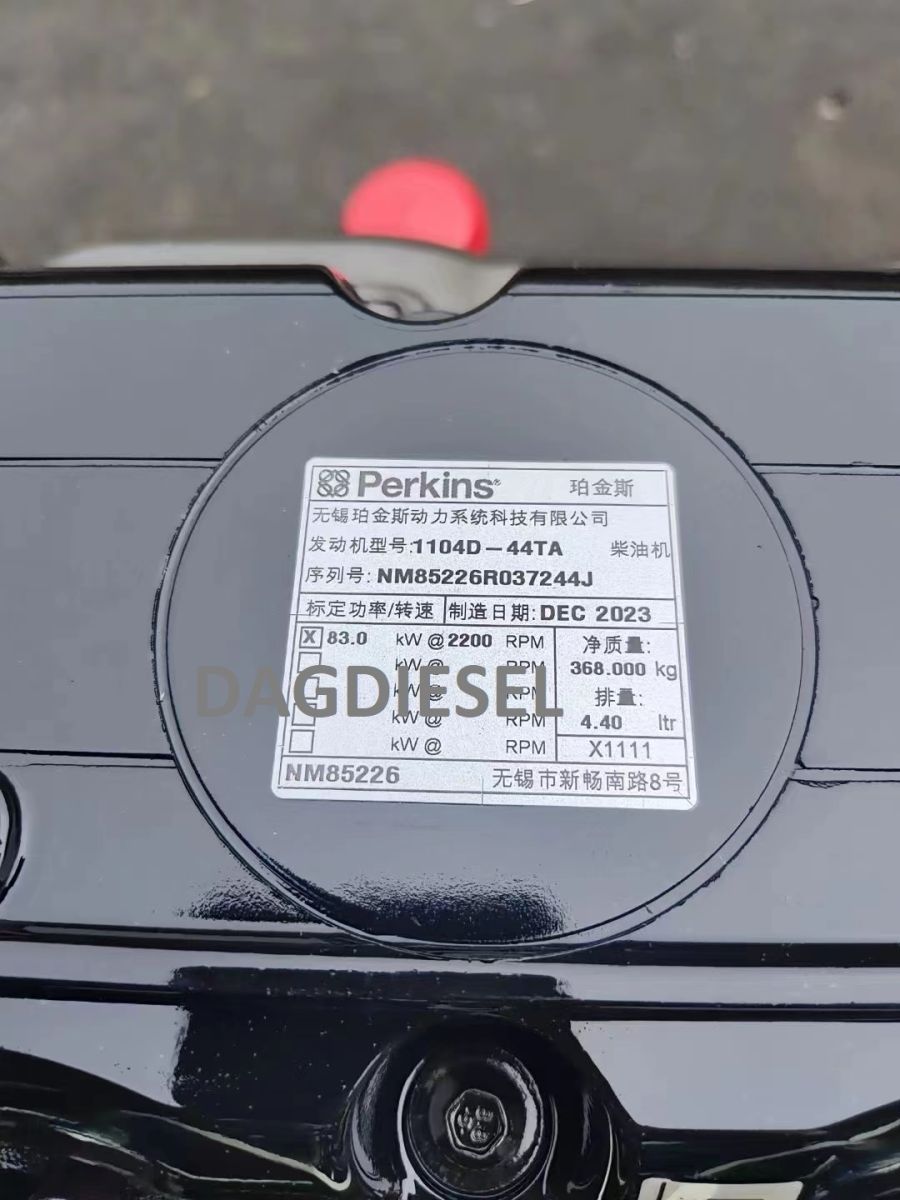 Perkins® 珀金斯
无锡珀金斯动力系统科技有限公司
发动机型号:1104D-44TA 柴油机
序列号: NM85226R037244J
标定功率/转速 制造日期: DEC 2023
X 83.0 kW @ 2200 RPM 净质量:
kW @ RPM 368.000 kg
kW @ RPM 排量:
kW @ RPM 4.40 ltr
kW @ RPM X1111
NM85226 无锡市新畅南路8号
DAGDIESEL